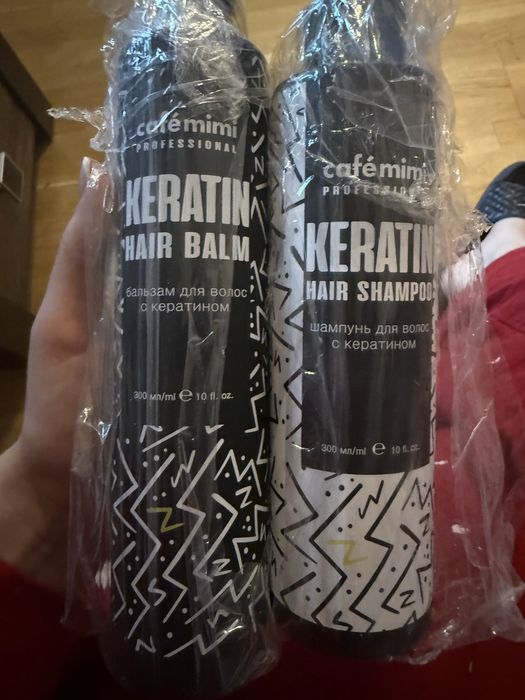 cafémimi
PROFESSIONAL
KERATIN
HAIR BALM
бальзам для волос
с кератином
300 мл/ml ℮ 10 fl. oz.
cafémimi
PROFESSIONAL
KERATIN
HAIR SHAMPOO
шампунь для волос
с кератином
300 мл/ml ℮ 10 fl. oz.